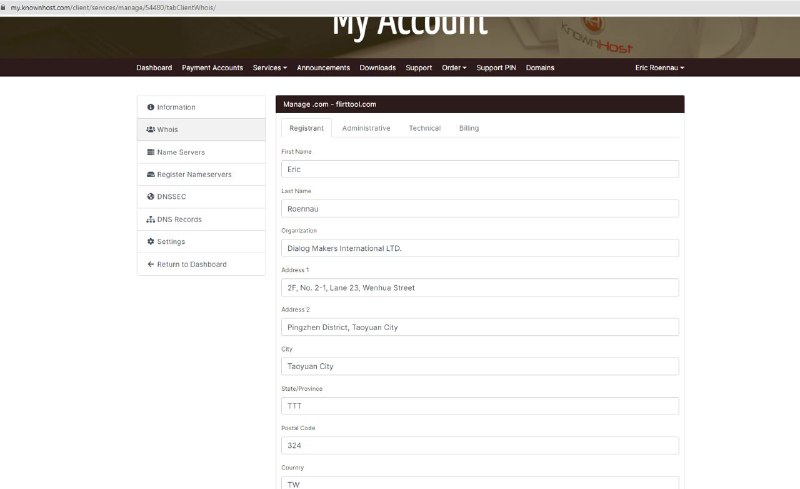 my.knownhost.com/client/services/manage/54480/tabClientWhois/
My Account
KnownHost
Dashboard Payment Accounts Services Announcements Downloads Support Order Support PIN Domains Eric Roennau
Information
Whois
Name Servers
Register Nameservers
DNSSEC
DNS Records
Settings
Return to Dashboard
Manage .com - flirttool.com
Registrant Administrative Technical Billing
First Name
Eric
Last Name
Roennau
Organization
Dialog Makers International LTD.
Address 1
2F, No. 2-1, Lane 23, Wenhua Street
Address 2
Pingzhen District, Taoyuan City
City
Taoyuan City
State/Province
TTT
Postal Code
324
Country
TW